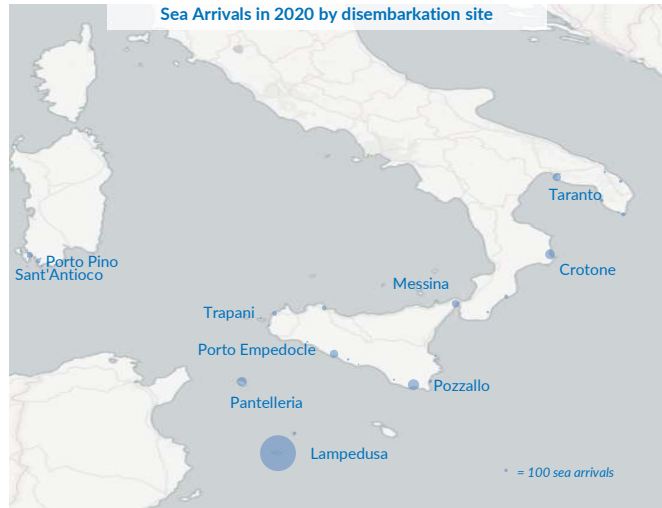 Sea Arrivals in 2020 by disembarkation site
Taranto
Porto Pino
Sant'Antioco
Crotone
Messina
Trapani
Porto Empedocle
Pozzallo
Pantelleria
Lampedusa
= 100 sea arrivals